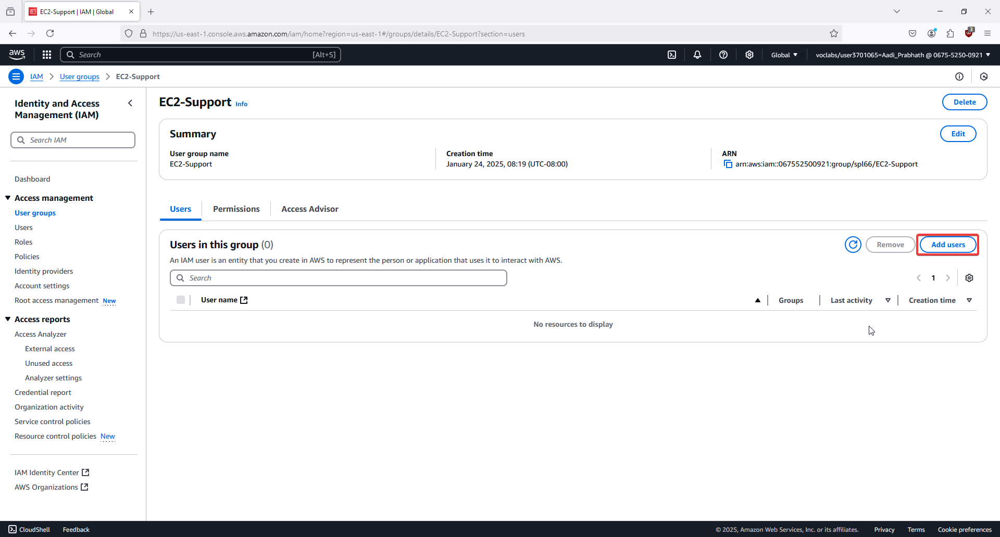 EC2-Support | IAM | Global
https://us-east-1.console.aws.amazon.com/iam/home?region=us-east-1#/groups/details/EC2-Support?section=users
3
aws
Search [Alt+S]
Global
voclabs/user3701065=Aadi_Prabhath @ 0675-5250-0921
IAM > User groups > EC2-Support
Identity and Access
Management (IAM)
Search IAM
Dashboard
Access management
User groups
Users
Roles
Policies
Identity providers
Account settings
Root access management New
Access reports
Access Analyzer
External access
Unused access
Analyzer settings
Credential report
Organization activity
Service control policies
Resource control policies New
IAM Identity Center
AWS Organizations
EC2-Support Info
Delete
Summary
Edit
User group name
EC2-Support
Creation time
January 24, 2025, 08:19 (UTC-08:00)
ARN
arn:aws:iam::067552500921:group/spl66/EC2-Support
Users Permissions Access Advisor
Users in this group (0)
Remove
Add users
An IAM user is an entity that you create in AWS to represent the person or application that uses it to interact with AWS.
Search
1
User name Groups Last activity Creation time
No resources to display
CloudShell Feedback
© 2025, Amazon Web Services, Inc. or its affiliates. Privacy Terms Cookie preferences